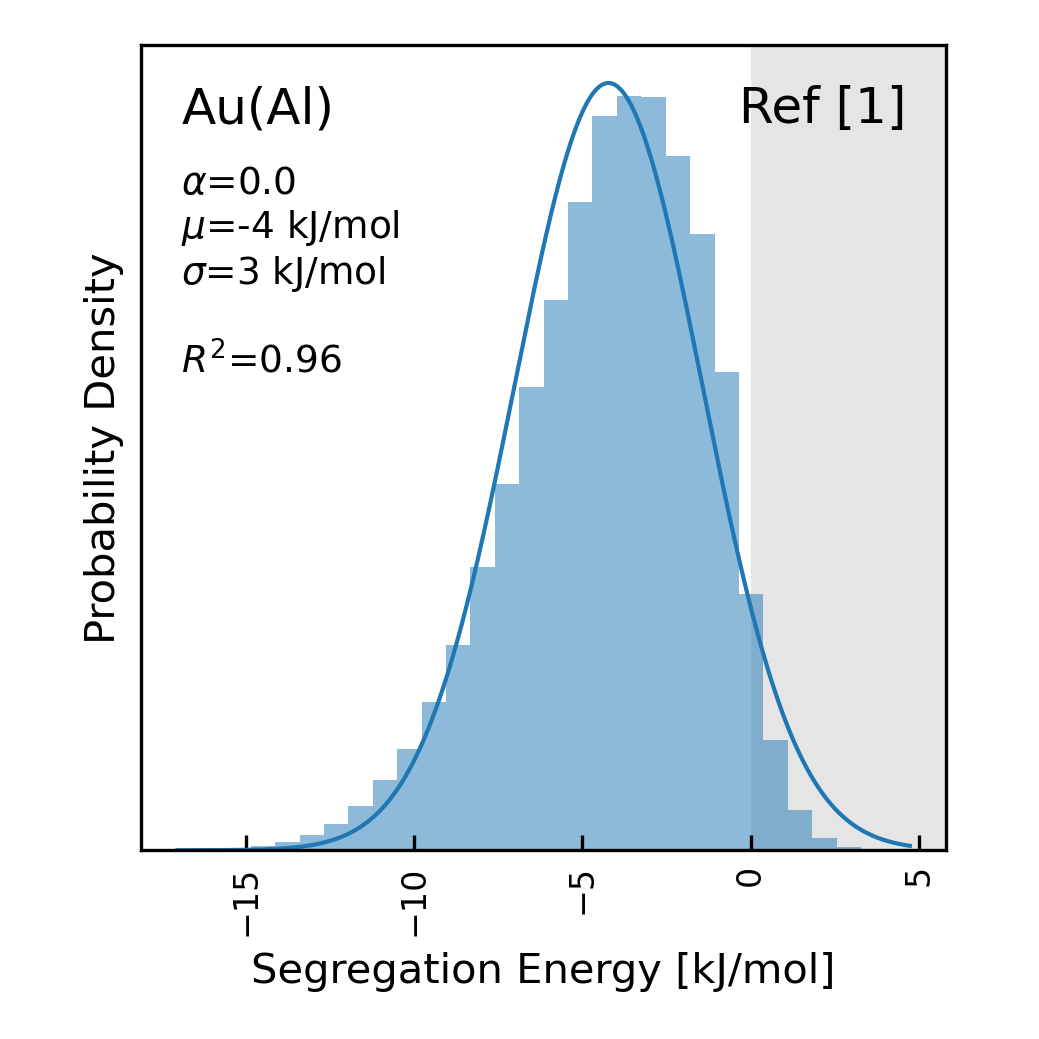 Au(Al)
Ref [1]
α=0.0
μ=-4 kJ/mol
σ=3 kJ/mol
R²=0.96
Probability Density
−15
−10
−5
0
5
Segregation Energy [kJ/mol]